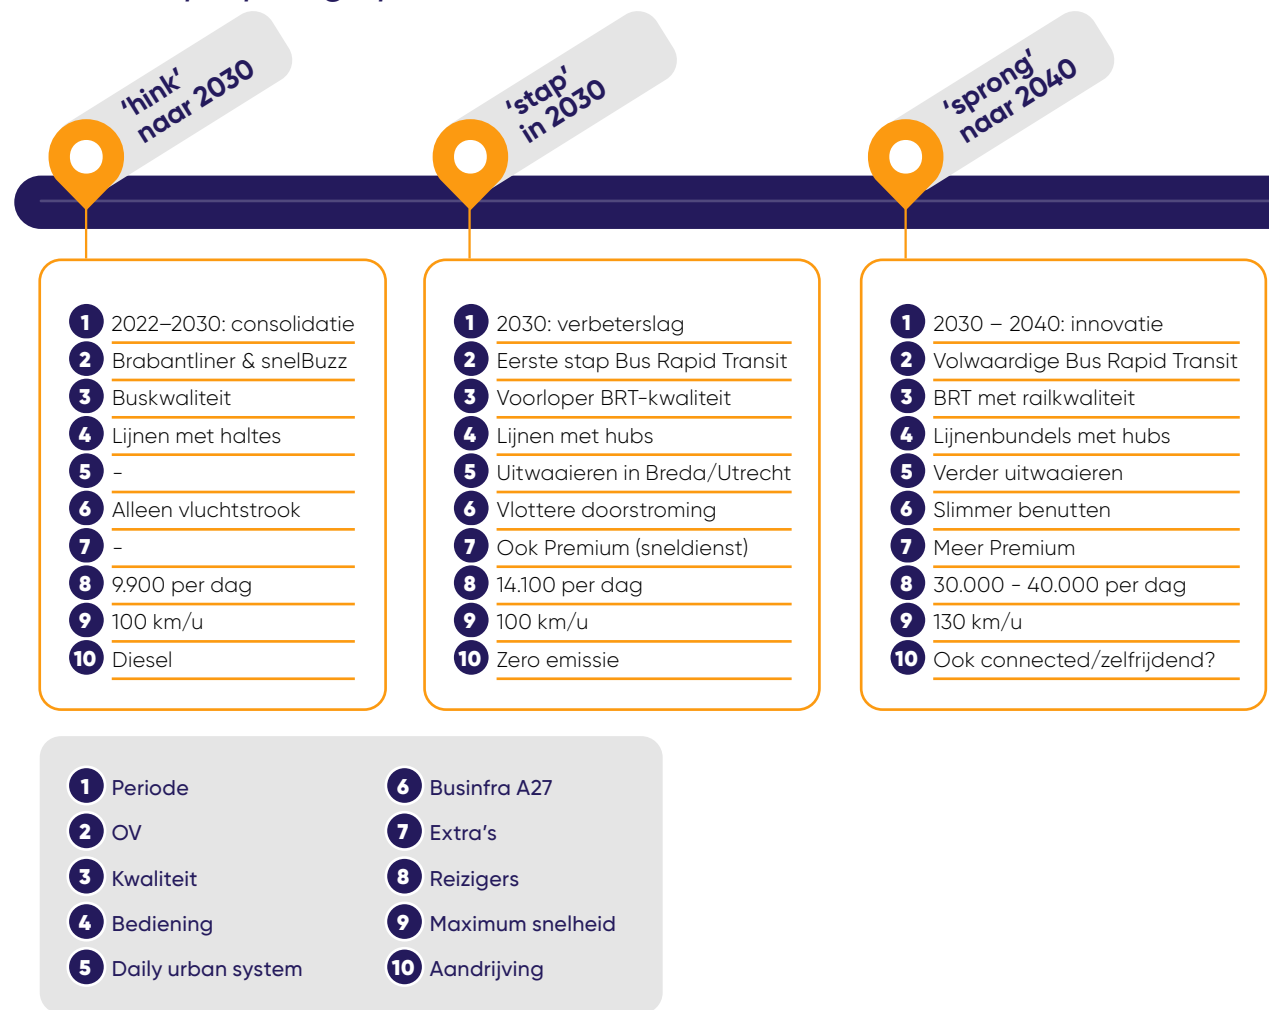 'hink'
naar 2030
'stap'
in 2030
'sprong'
naar 2040
1 2022–2030: consolidatie
2 Brabantliner & snelBuzz
3 Buskwaliteit
4 Lijnen met haltes
5 -
6 Alleen vluchtstrook
7 -
8 9.900 per dag
9 100 km/u
10 Diesel
1 2030: verbeterslag
2 Eerste stap Bus Rapid Transit
3 Voorloper BRT-kwaliteit
4 Lijnen met hubs
5 Uitwaaieren in Breda/Utrecht
6 Vlottere doorstroming
7 Ook Premium (sneldienst)
8 14.100 per dag
9 100 km/u
10 Zero emissie
1 2030 – 2040: innovatie
2 Volwaardige Bus Rapid Transit
3 BRT met railkwaliteit
4 Lijnenbundels met hubs
5 Verder uitwaaieren
6 Slimmer benutten
7 Meer Premium
8 30.000 - 40.000 per dag
9 130 km/u
10 Ook connected/zelfrijdend?
1 Periode
2 OV
3 Kwaliteit
4 Bediening
5 Daily urban system
6 Businfra A27
7 Extra's
8 Reizigers
9 Maximum snelheid
10 Aandrijving